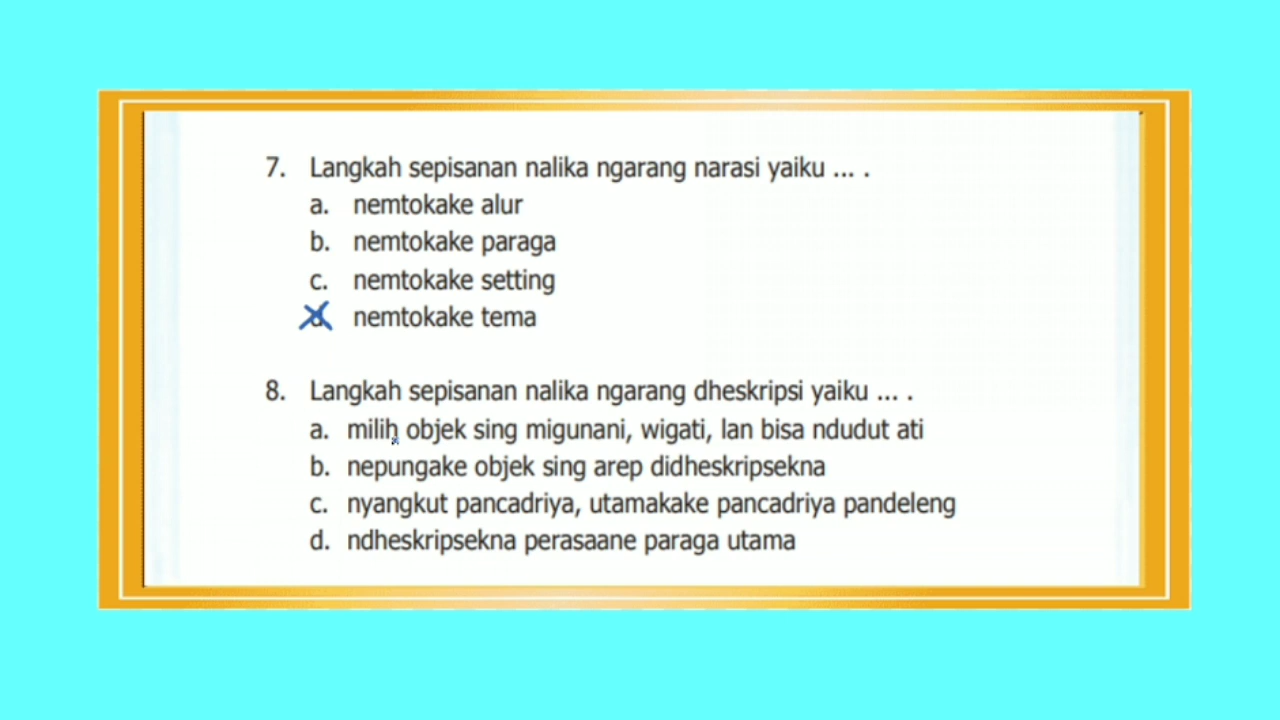 7. Langkah sepisanan nalika ngarang narasi yaiku ... .
a. nemtokake alur
b. nemtokake paraga
c. nemtokake setting
d. nemtokake tema
8. Langkah sepisanan nalika ngarang dheskripsi yaiku ... .
a. milih objek sing migunani, wigati, lan bisa ndudut ati
b. nepungake objek sing arep didheskripsekna
c. nyangkut pancadriya, utamakake pancadriya pandeleng
d. ndheskripsekna perasaane paraga utama